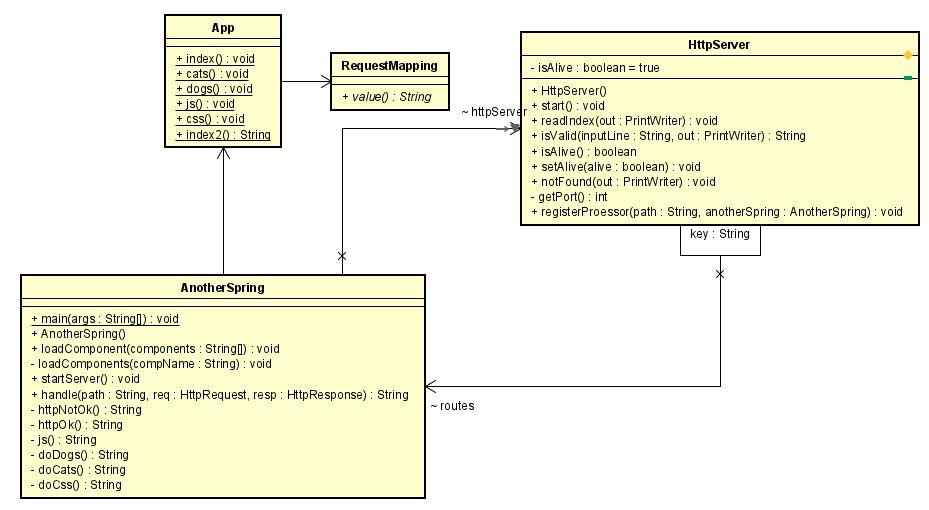 App
+ index() : void
+ cats() : void
+ dogs() : void
+ js() : void
+ css() : void
+ index2() : String
RequestMapping
+ value() : String
~ httpServer
HttpServer
- isAlive : boolean = true
+ HttpServer()
+ start() : void
+ readIndex(out : PrintWriter) : void
+ isValid(inputLine : String, out : PrintWriter) : String
+ isAlive() : boolean
+ setAlive(alive : boolean) : void
+ notFound(out : PrintWriter) : void
- getPort() : int
+ registerProessor(path : String, anotherSpring : AnotherSpring) : void
key : String
AnotherSpring
+ main(args : String[]) : void
+ AnotherSpring()
+ loadComponent(components : String[]) : void
- loadComponents(compName : String) : void
+ startServer() : void
+ handle(path : String, req : HttpRequest, resp : HttpResponse) : String
- httpNotOk() : String
- httpOk() : String
- js() : String
- doDogs() : String
- doCats() : String
- doCss() : String
~ routes